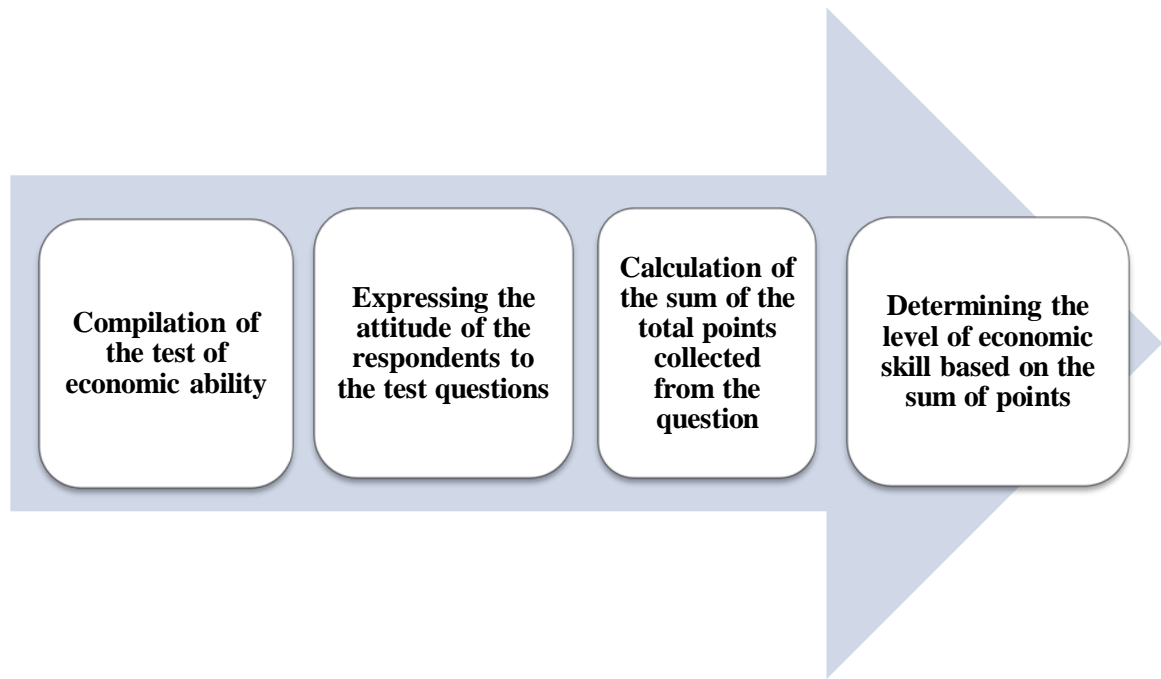 Compilation of
the test of
economic ability
Expressing the
attitude of the
respondents to
the test questions
Calculation of
the sum of the
total points
collected
from the
question
Determining the
level of economic
skill based on the
sum of points